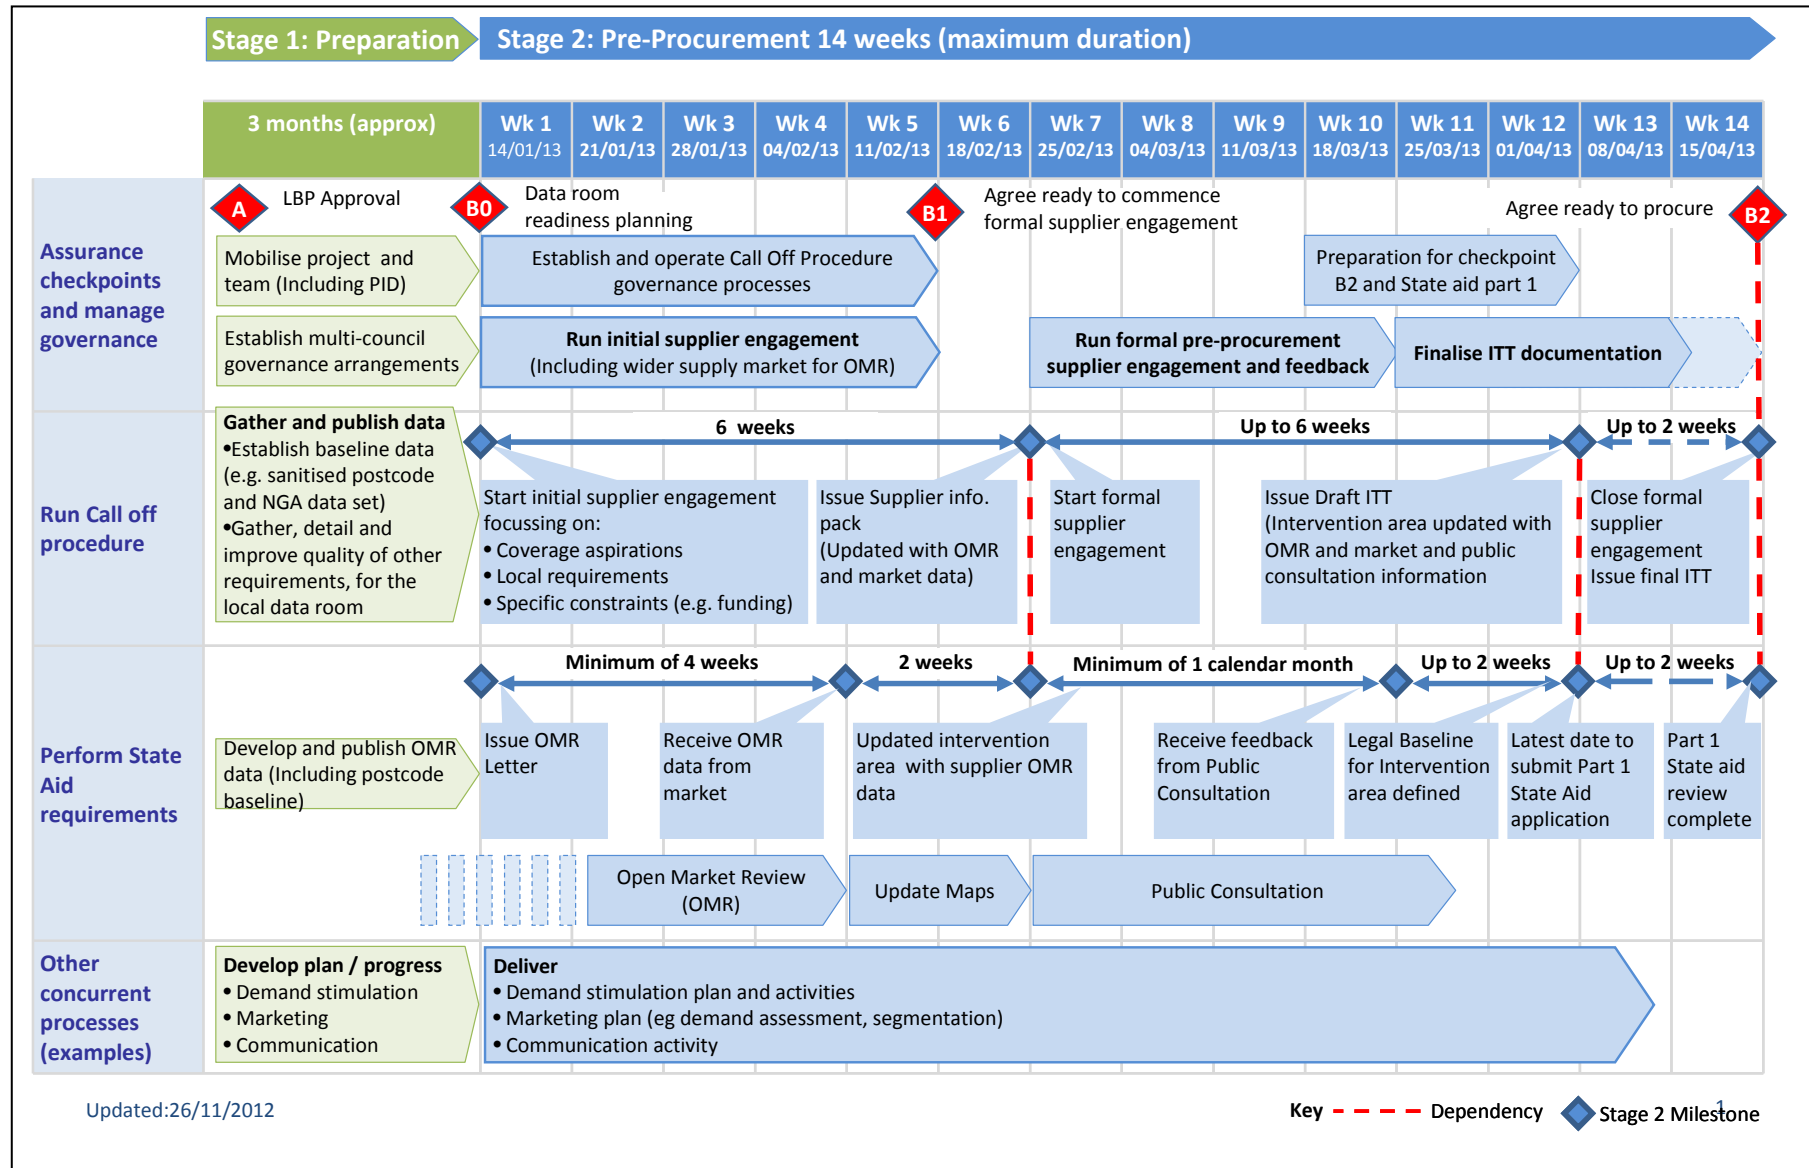 Stage 1: Preparation
Stage 2: Pre-Procurement 14 weeks (maximum duration)
3 months (approx)
Wk 1
14/01/13
Wk 2
21/01/13
Wk 3
28/01/13
Wk 4
04/02/13
Wk 5
11/02/13
Wk 6
18/02/13
Wk 7
25/02/13
Wk 8
04/03/13
Wk 9
11/03/13
Wk 10
18/03/13
Wk 11
25/03/13
Wk 12
01/04/13
Wk 13
08/04/13
Wk 14
15/04/13
Assurance
checkpoints
and manage
governance
A
LBP Approval
B0
Data room
readiness planning
B1
Agree ready to commence
formal supplier engagement
Agree ready to procure
B2
Mobilise project and
team (Including PID)
Establish and operate Call Off Procedure
governance processes
Preparation for checkpoint
B2 and State aid part 1
Establish multi-council
governance arrangements
Run initial supplier engagement
(Including wider supply market for OMR)
Run formal pre-procurement
supplier engagement and feedback
Finalise ITT documentation
Run Call off
procedure
Gather and publish data
•Establish baseline data
(e.g. sanitised postcode
and NGA data set)
•Gather, detail and
improve quality of other
requirements, for the
local data room
6 weeks
Up to 6 weeks
Up to 2 weeks
Start initial supplier engagement
focussing on:
• Coverage aspirations
• Local requirements
• Specific constraints (e.g. funding)
Issue Supplier info.
pack
(Updated with OMR
and market data)
Start formal
supplier
engagement
Issue Draft ITT
(Intervention area updated with
OMR and market and public
consultation information
Close formal
supplier
engagement
Issue final ITT
Perform State
Aid
requirements
Minimum of 4 weeks
2 weeks
Minimum of 1 calendar month
Up to 2 weeks
Up to 2 weeks
Develop and publish OMR
data (Including postcode
baseline)
Issue OMR
Letter
Receive OMR
data from
market
Updated intervention
area with supplier OMR
data
Receive feedback
from Public
Consultation
Legal Baseline
for Intervention
area defined
Latest date to
submit Part 1
State Aid
application
Part 1
State aid
review
complete
Open Market Review
(OMR)
Update Maps
Public Consultation
Other
concurrent
processes
(examples)
Develop plan / progress
• Demand stimulation
• Marketing
• Communication
Deliver
• Demand stimulation plan and activities
• Marketing plan (eg demand assessment, segmentation)
• Communication activity
Updated:26/11/2012
Key
Dependency
Stage 2 Milestone
1